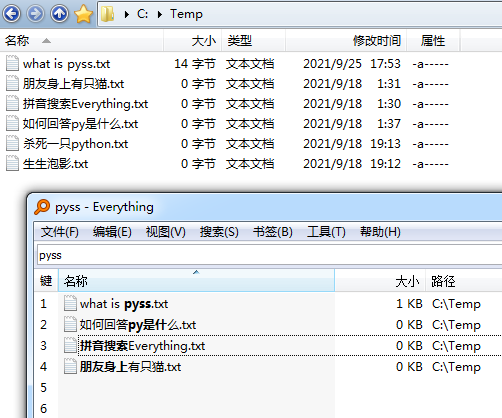 C: Temp
名称 大小 类型 修改时间 属性
what is pyss.txt 14 字节 文本文档 2021/9/25 17:53 -a-----
朋友身上有只猫.txt 0 字节 文本文档 2021/9/18 1:31 -a-----
拼音搜索Everything.txt 0 字节 文本文档 2021/9/18 1:30 -a-----
如何回答py是什么.txt 0 字节 文本文档 2021/9/18 1:37 -a-----
杀死一只python.txt 0 字节 文本文档 2021/9/18 19:13 -a-----
生生泡影.txt 0 字节 文本文档 2021/9/18 19:12 -a-----
pyss - Everything
文件(F) 编辑(E) 视图(V) 搜索(S) 书签(B) 工具(T) 帮助(H)
pyss
键 名称 大小 路径
1 what is pyss.txt 1 KB C:\Temp
2 如何回答py是什么.txt 0 KB C:\Temp
3 拼音搜索Everything.txt 0 KB C:\Temp
4 朋友身上有只猫.txt 0 KB C:\Temp
5
6